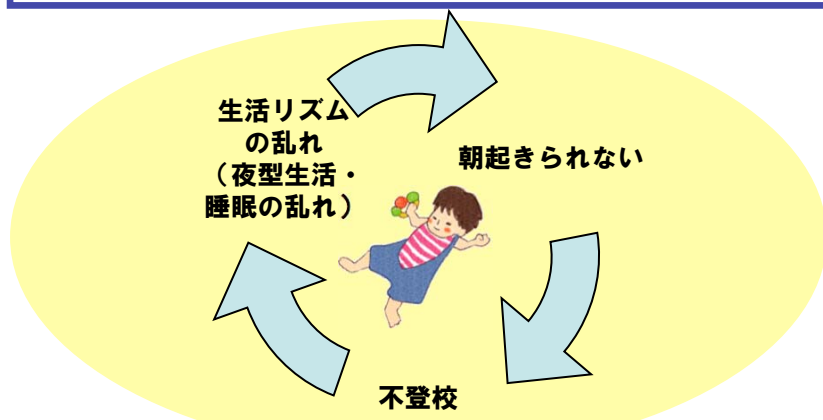 生活リズム
の乱れ
（夜型生活・
睡眠の乱れ）
朝起きられない
不登校